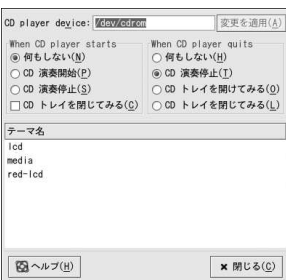 CD player device: /dev/cdrom 変更を適用(A)
When CD player starts
何もしない(N)
CD 演奏開始(P)
CD 演奏停止(S)
CD トレイを閉じてみる(C)
When CD player quits
何もしない(H)
CD 演奏停止(T)
CD トレイを開けてみる(O)
CD トレイを閉じてみる(L)
テーマ名
lcd
media
red-lcd
ヘルプ(H)
閉じる(C)